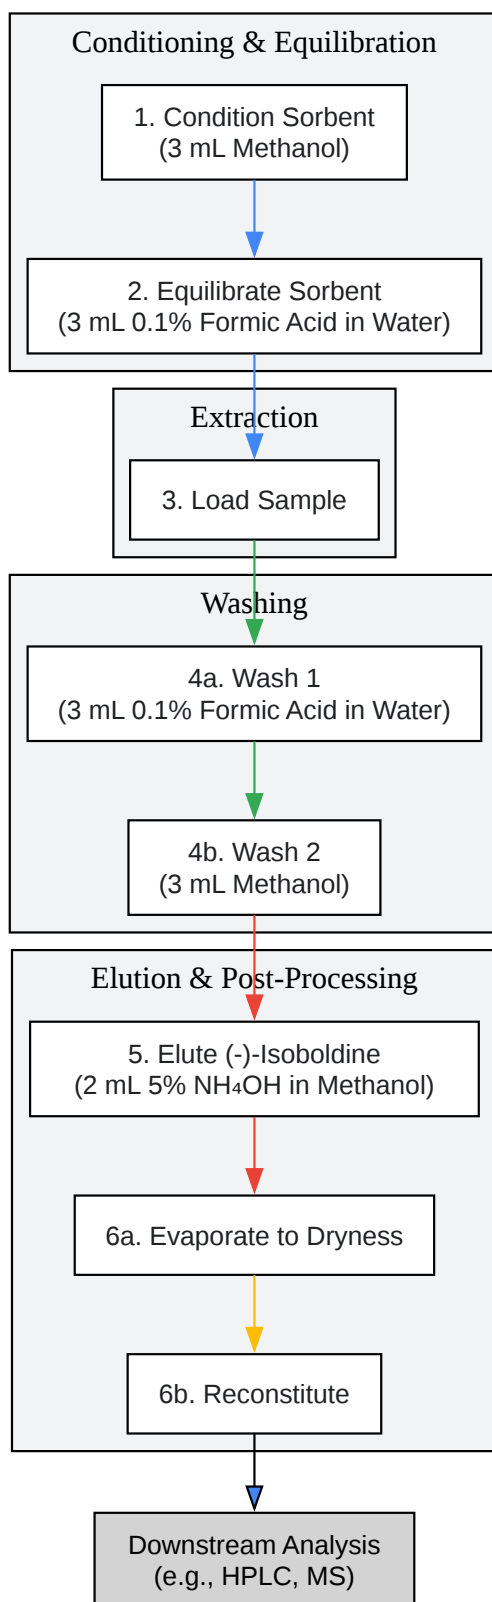 Conditioning & Equilibration
1. Condition Sorbent
(3 mL Methanol)
2. Equilibrate Sorbent
(3 mL 0.1% Formic Acid in Water)
Extraction
3. Load Sample
Washing
4a. Wash 1
(3 mL 0.1% Formic Acid in Water)
4b. Wash 2
(3 mL Methanol)
Elution & Post-Processing
5. Elute (-)-Isoboldine
(2 mL 5% NH₄OH in Methanol)
6a. Evaporate to Dryness
6b. Reconstitute
Downstream Analysis
(e.g., HPLC, MS)